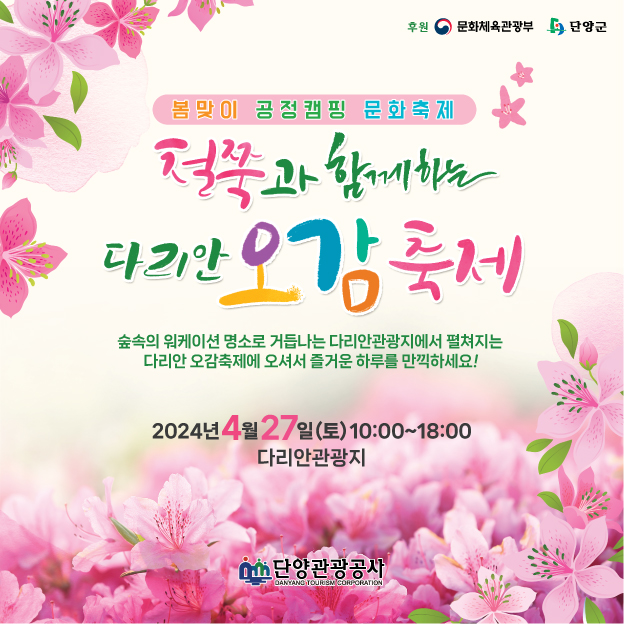 후원 문화체육관광부 단양군
봄맞이 공정캠핑 문화축제
철쭉과 함께하는
다리안 오감 축제
숲속의 워케이션 명소로 거듭나는 다리안관광지에서 펼쳐지는
다리안 오감축제에 오셔서 즐거운 하루를 만끽하세요!
2024년 4월 27일(토) 10:00~18:00
다리안관광지
단양관광공사
DANYANG TOURISM CORPORATION